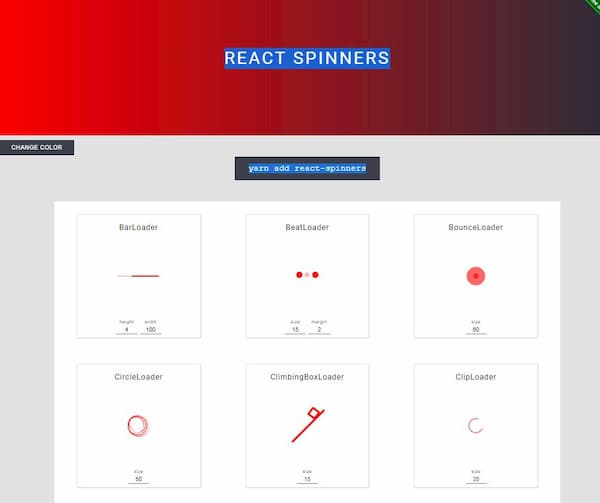 REACT SPINNERS
CHANGE COLOR
yarn add react-spinners
BarLoader
BeatLoader
BounceLoader
height width
4 100
size margin
15 2
size
60
CircleLoader
ClimbingBoxLoader
ClipLoader
size
50
size
15
size
35